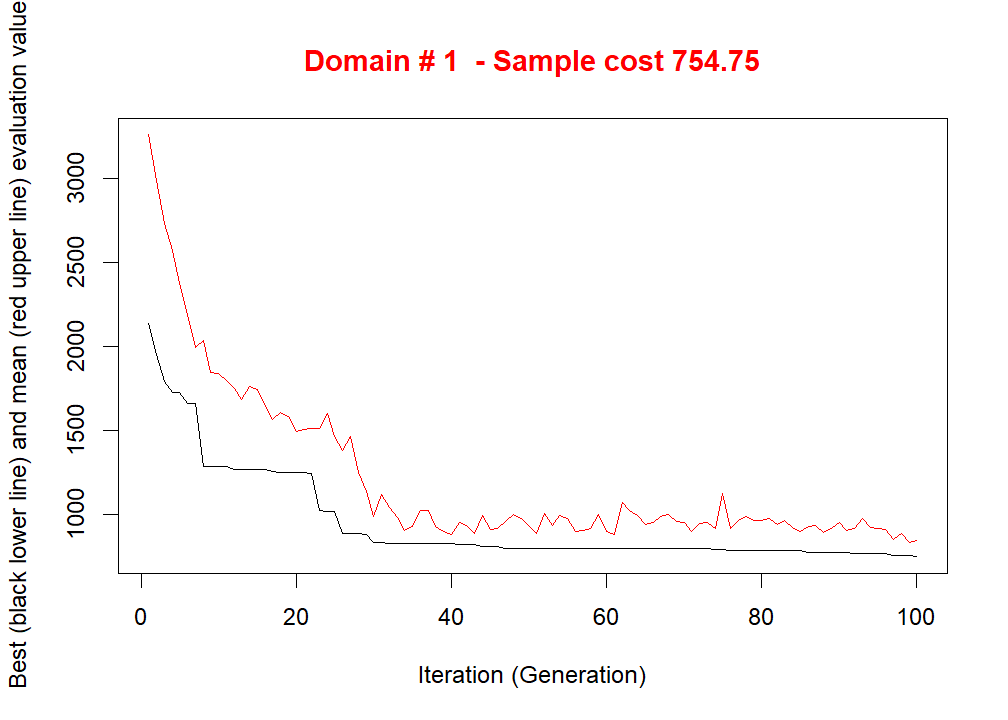 Domain # 1  - Sample cost 754.75
Best (black lower line) and mean (red upper line) evaluation value
3000
2500
2000
1500
1000
0 20 40 60 80 100
Iteration (Generation)